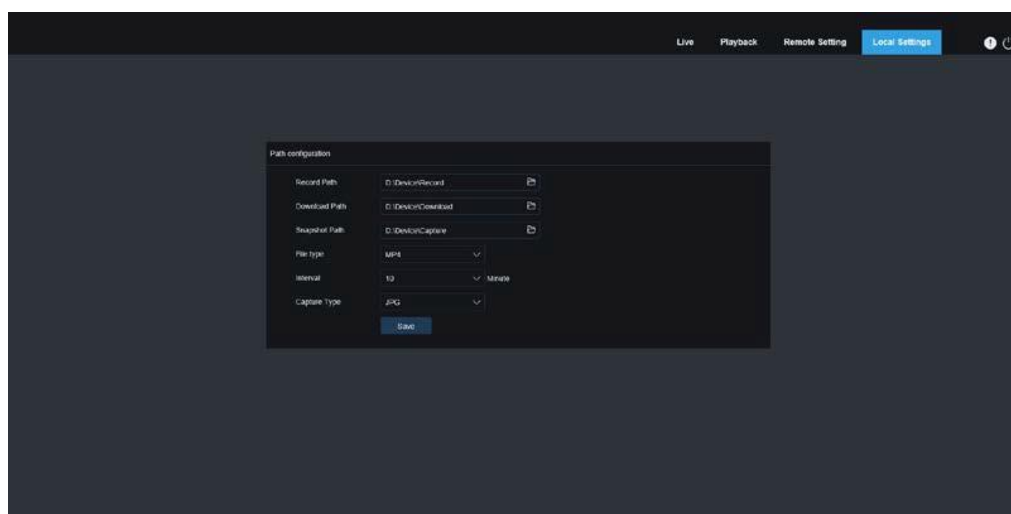 Live Playback Remote Setting Local Settings
Path configuration
Record Path D:\Device\Record
Download Path D:\Device\Download
Snapshot Path D:\Device\Capture
File type MP4
Interval 10 Minute
Capture Type JPG
Save